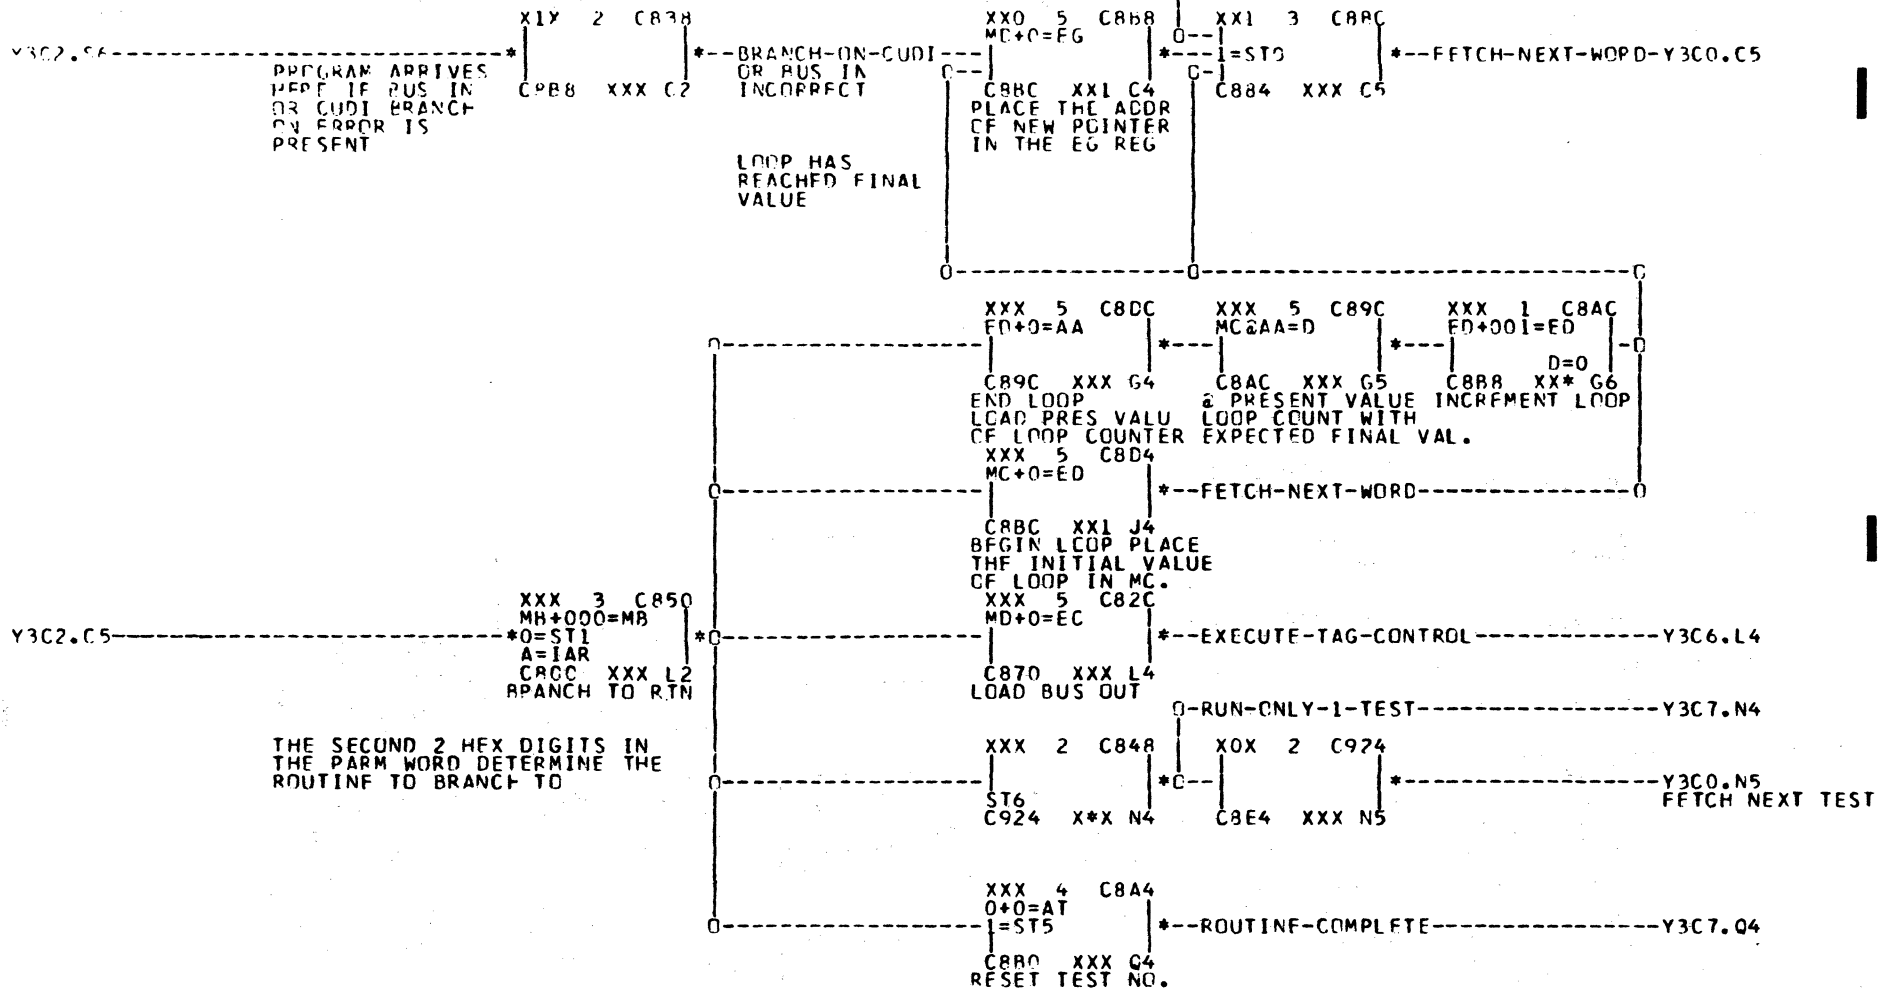 X1X 2 C838
XX0 5 C8B8
XX1 3 C88C
MC+0=EG
Y3C2. *--BRANCH-ON-CUDI
*---1=ST0
*--FETCH-NEXT-WORD-Y3C0.C5
PROGRAM ARRIVES
HERE IF BUS IN
OR CUDI BRANCH
ON ERROR IS
PRESENT
C8B8 XXX C2
OR BUS IN
INCORRECT
C88C XX1 C4
C884 XXX C5
PLACE THE ADDR
OF NEW POINTER
IN THE EG REG
LOOP HAS
REACHED FINAL
VALUE
XXX 5 C8DC
XXX 5 C89C
XXX 1 C8AC
ED+0=AA
MC@AA=D
ED+001=ED
D=0
C89C XXX G4
C8AC XXX G5
C8B8 XX* G6
END LOOP
LOAD PRES VALU
OF LOOP COUNTER
@ PRESENT VALUE
LOOP COUNT WITH
EXPECTED FINAL VAL.
INCREMENT LOOP
XXX 5 C8D4
MC+0=ED
*--FETCH-NEXT-WORD
C8BC XX1 J4
BEGIN LOOP PLACE
THE INITIAL VALUE
OF LOOP IN MC.
XXX 3 C850
MB+000=MB
Y3C2.C5 *0=ST1
A=IAR
C800 XXX L2
BRANCH TO RTN
XXX 5 C82C
MD+0=EC
*--EXECUTE-TAG-CONTROL Y3C6.L4
C870 XXX L4
LOAD BUS OUT
O-RUN-ONLY-1-TEST Y3C7.N4
THE SECOND 2 HEX DIGITS IN
THE PARM WORD DETERMINE THE
ROUTINE TO BRANCH TO
XXX 2 C848
X0X 2 C924
Y3C0.N5
FETCH NEXT TEST
ST6
C924 X*X N4
C8E4 XXX N5
XXX 4 C8A4
0+0=AT
1=ST5
*--ROUTINE-COMPLETE Y3C7.Q4
C8B0 XXX Q4
RESET TEST NO.